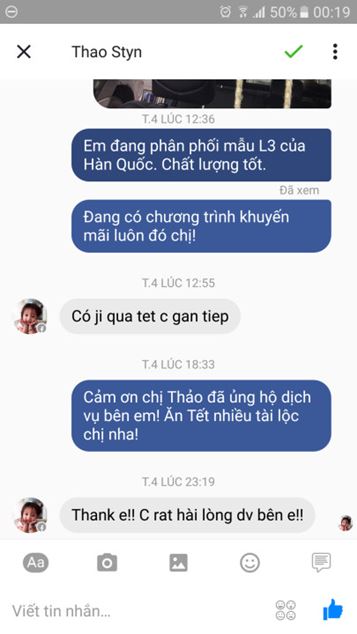 50% 00:19
Thao Styn
T.4 LÚC 12:36
Em đang phân phối mẫu L3 của
Hàn Quốc. Chất lượng tốt.
Đã xem
Đang có chương trình khuyến
mãi luôn đó chị!
T.4 LÚC 12:55
Có ji qua tet c gan tiep
T.4 LÚC 18:33
Cảm ơn chị Thảo đã ủng hộ dịch
vụ bên em! Ăn Tết nhiều tài lộc
chị nha!
T.4 LÚC 23:19
Thank e!! C rat hài lòng dv bên e!!
Aa
Viết tin nhắn...